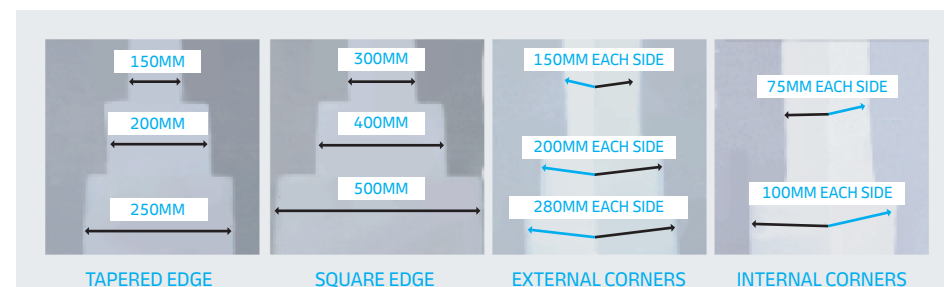 150MM
200MM
250MM
TAPERED EDGE
300MM
400MM
500MM
SQUARE EDGE
150MM EACH SIDE
200MM EACH SIDE
280MM EACH SIDE
EXTERNAL CORNERS
75MM EACH SIDE
100MM EACH SIDE
INTERNAL CORNERS